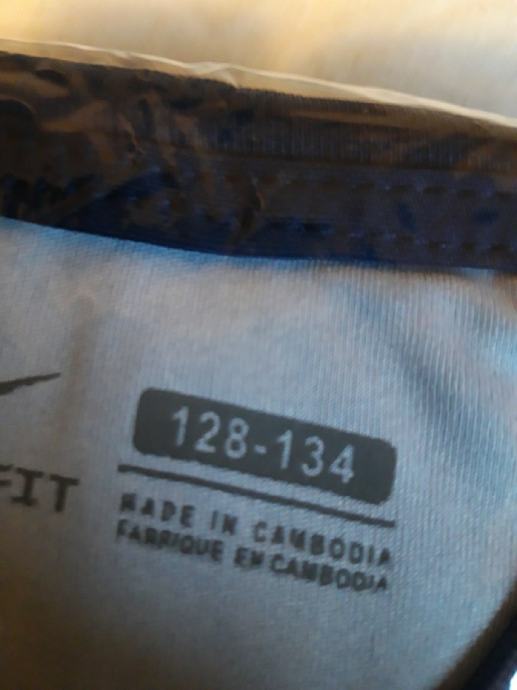 128-134
FIT
MADE IN CAMBODIA
FABRIQUE EN CAMBODIA